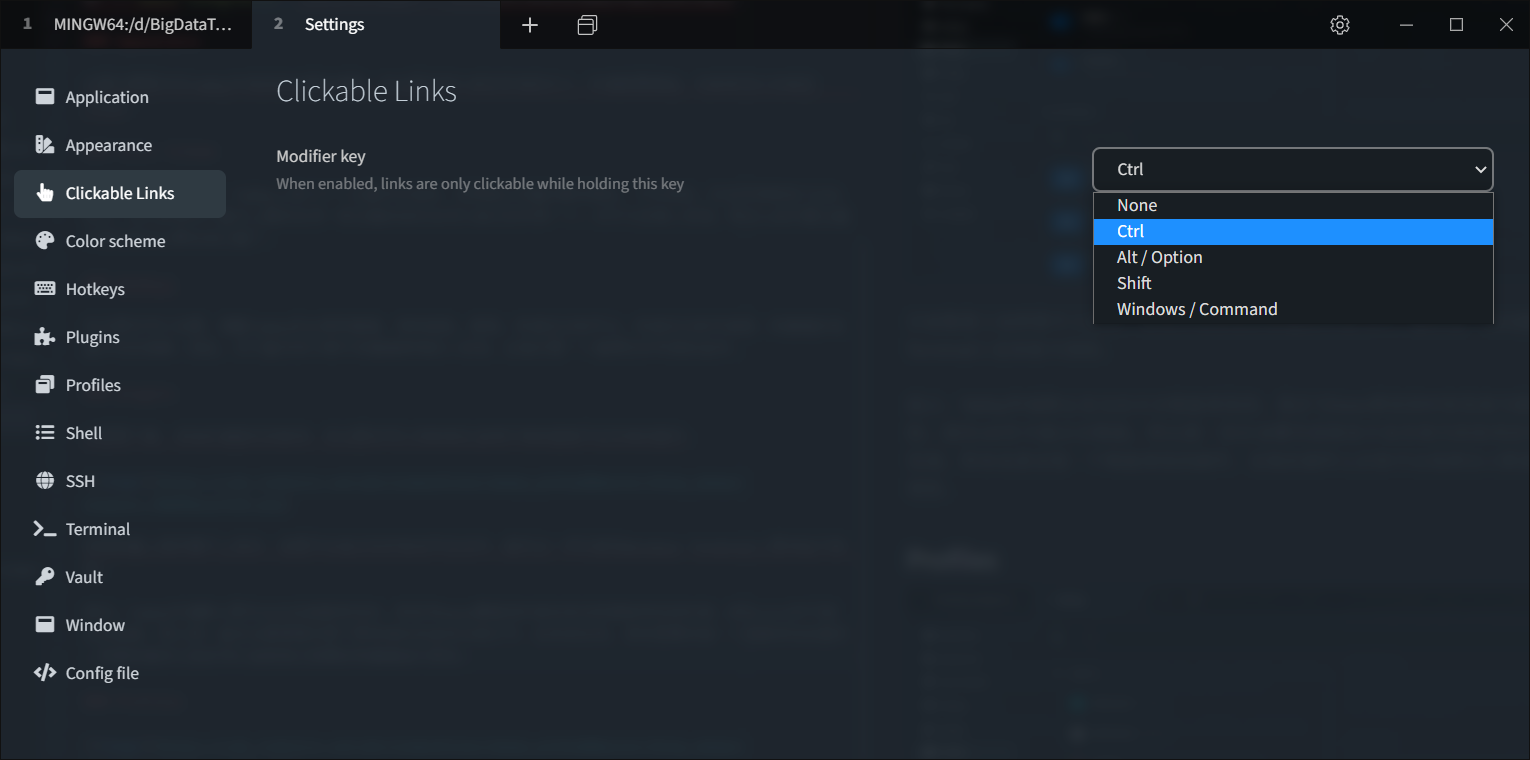 1 MINGW64:/d/BigDataT... 2 Settings
Application
Appearance
Clickable Links
Color scheme
Hotkeys
Plugins
Profiles
Shell
SSH
Terminal
Vault
Window
Config file
Clickable Links
Modifier key
When enabled, links are only clickable while holding this key
Ctrl
None
Ctrl
Alt / Option
Shift
Windows / Command